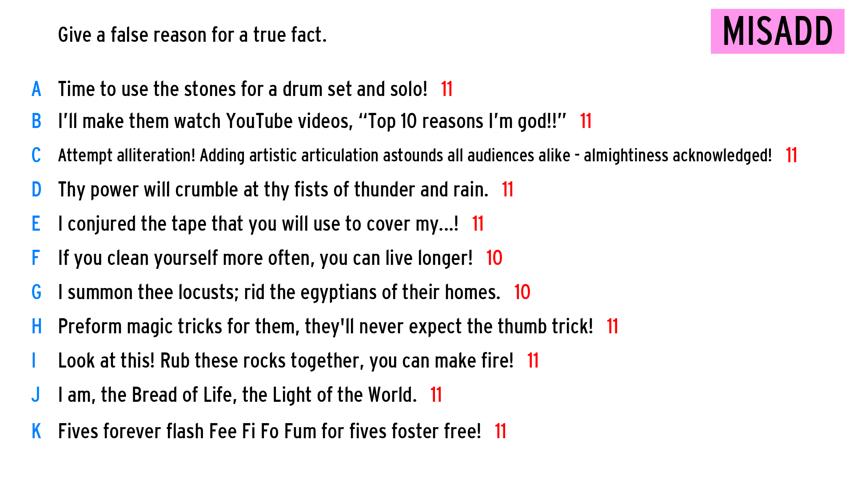 Give a false reason for a true fact.
MISADD
A Time to use the stones for a drum set and solo! 11
B I'll make them watch YouTube videos, “Top 10 reasons I'm god!!” 11
C Attempt alliteration! Adding artistic articulation astounds all audiences alike - almightiness acknowledged! 11
D Thy power will crumble at thy fists of thunder and rain. 11
E I conjured the tape that you will use to cover my...! 11
F If you clean yourself more often, you can live longer! 10
G I summon thee locusts; rid the egyptians of their homes. 10
H Preform magic tricks for them, they'll never expect the thumb trick! 11
I Look at this! Rub these rocks together, you can make fire! 11
J I am, the Bread of Life, the Light of the World. 11
K Fives forever flash Fee Fi Fo Fum for fives foster free! 11